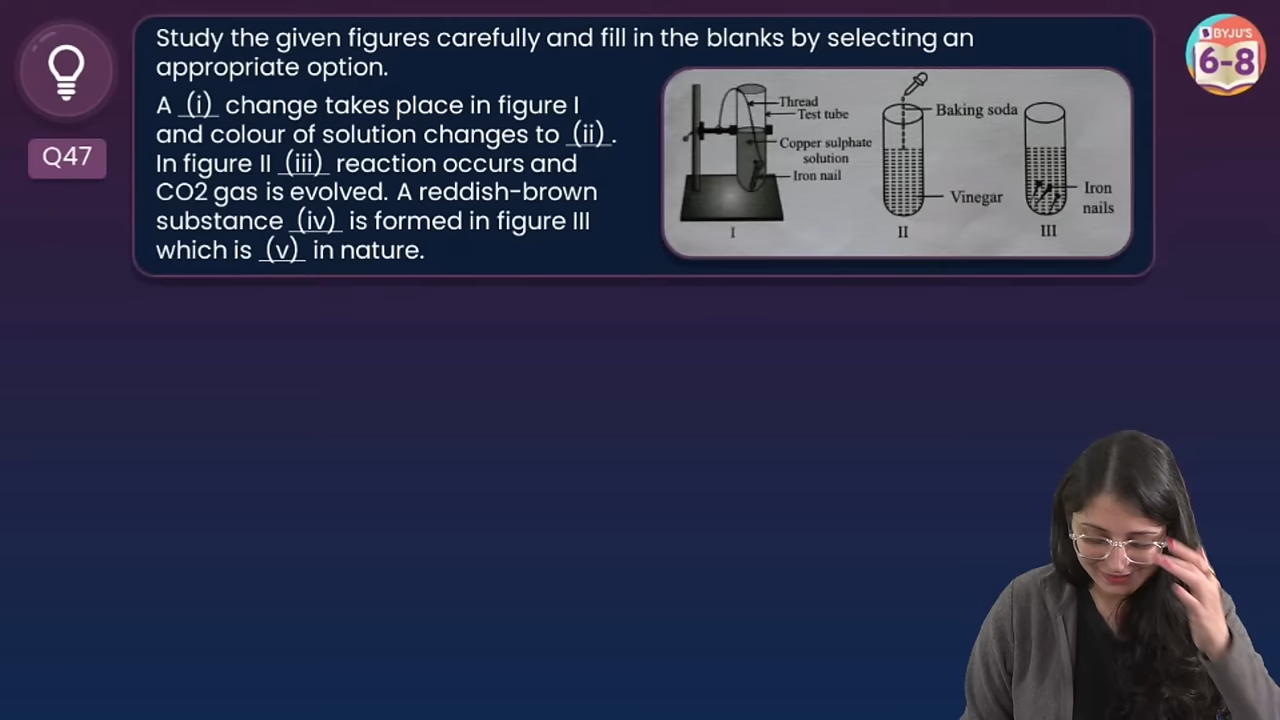 Study the given figures carefully and fill in the blanks by selecting an
appropriate option.
A (i) change takes place in figure I
and colour of solution changes to (ii).
In figure II (iii) reaction occurs and
CO2 gas is evolved. A reddish-brown
substance (iv) is formed in figure III
which is (v) in nature.
Q47
BYJU'S
6-8
Thread
Test tube
Copper sulphate
solution
Iron nail
I
Baking soda
Vinegar
II
Iron
nails
III